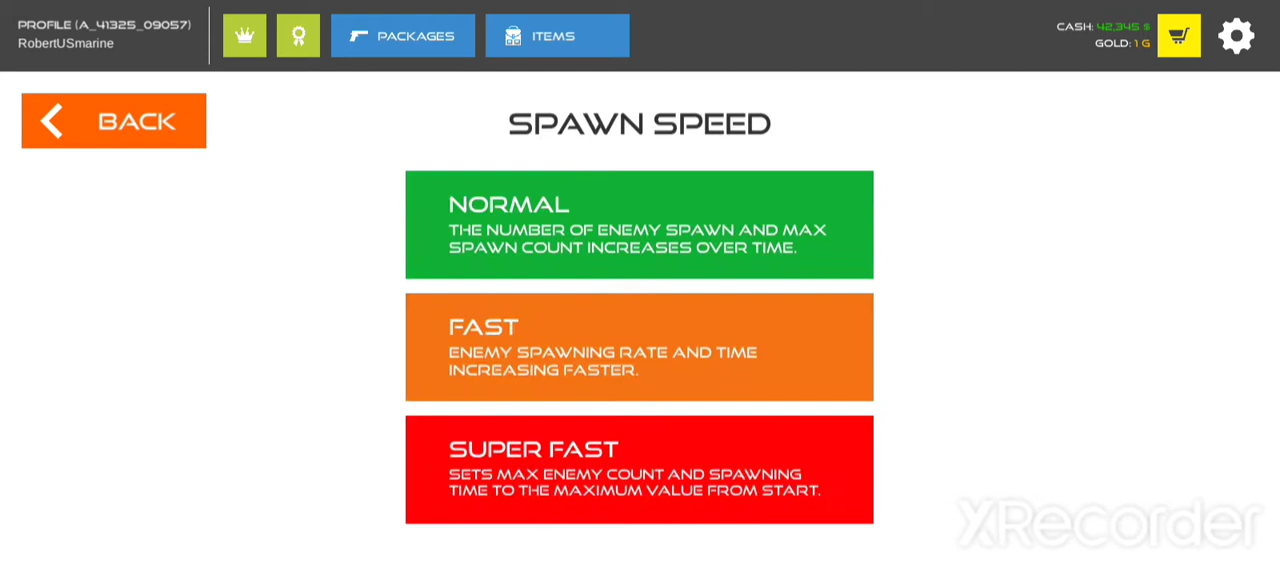 PROFILE (A_41325_09057)
RobertUSmarine
PACKAGES
ITEMS
CASH: 42,345 $
GOLD: 1 G
BACK
SPAWN SPEED
NORMAL
THE NUMBER OF ENEMY SPAWN AND MAX
SPAWN COUNT INCREASES OVER TIME.
FAST
ENEMY SPAWNING RATE AND TIME
INCREASING FASTER.
SUPER FAST
SETS MAX ENEMY COUNT AND SPAWNING
TIME TO THE MAXIMUM VALUE FROM START.
XRecorder